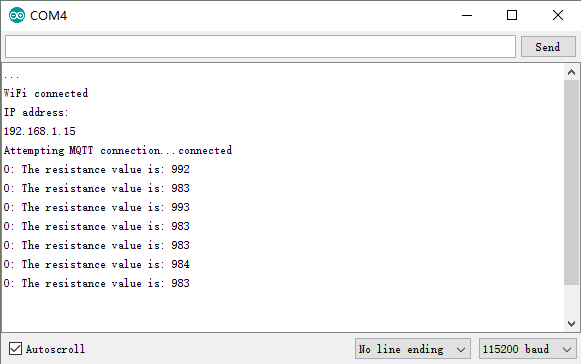 COM4
Send
...
WiFi connected
IP address:
192.168.1.15
Attempting MQTT connection...connected
0: The resistance value is: 992
0: The resistance value is: 983
0: The resistance value is: 993
0: The resistance value is: 983
0: The resistance value is: 983
0: The resistance value is: 984
0: The resistance value is: 983
Autoscroll
No line ending
115200 baud